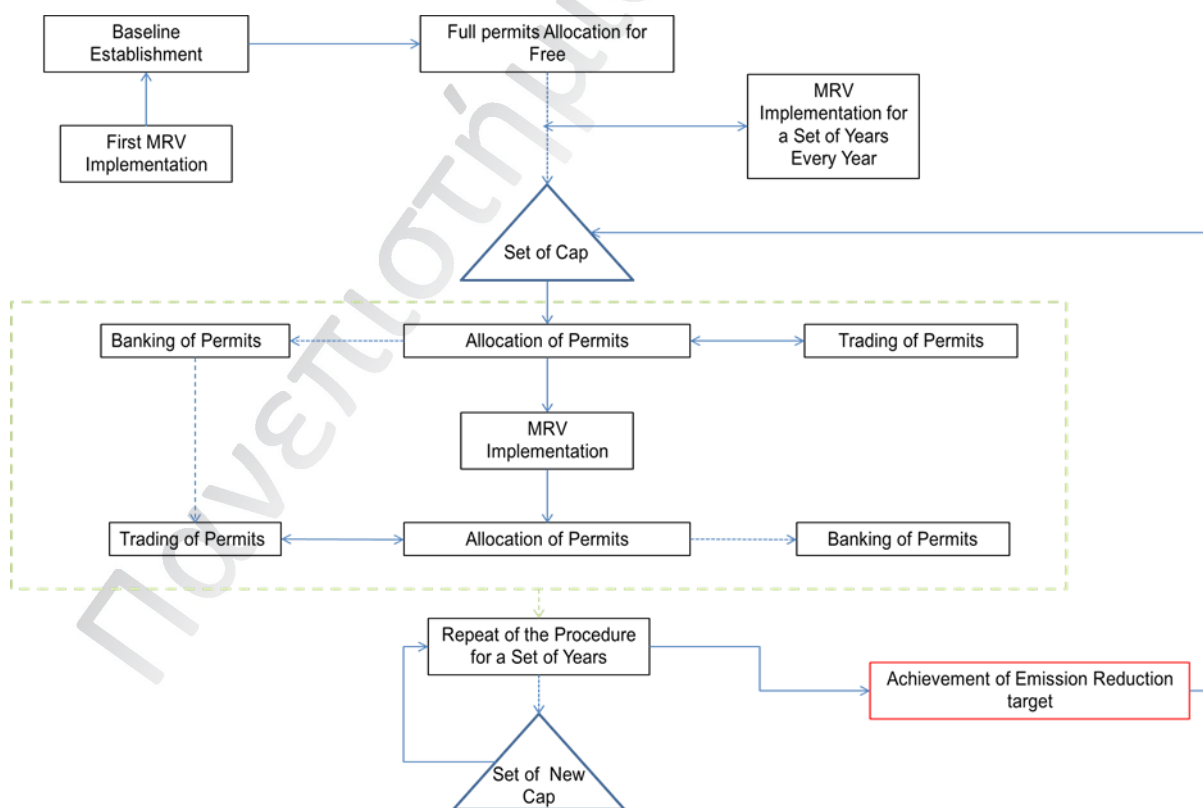 Baseline
Establishment
Full permits Allocation for
Free
MRV
Implementation for
a Set of Years
Every Year
First MRV
Implementation
Set of Cap
Banking of Permits
Allocation of Permits
Trading of Permits
MRV
Implementation
Trading of Permits
Allocation of Permits
Banking of Permits
Repeat of the Procedure
for a Set of Years
Achievement of Emission Reduction
target
Set of New
Cap
Πανεπιστήμιο